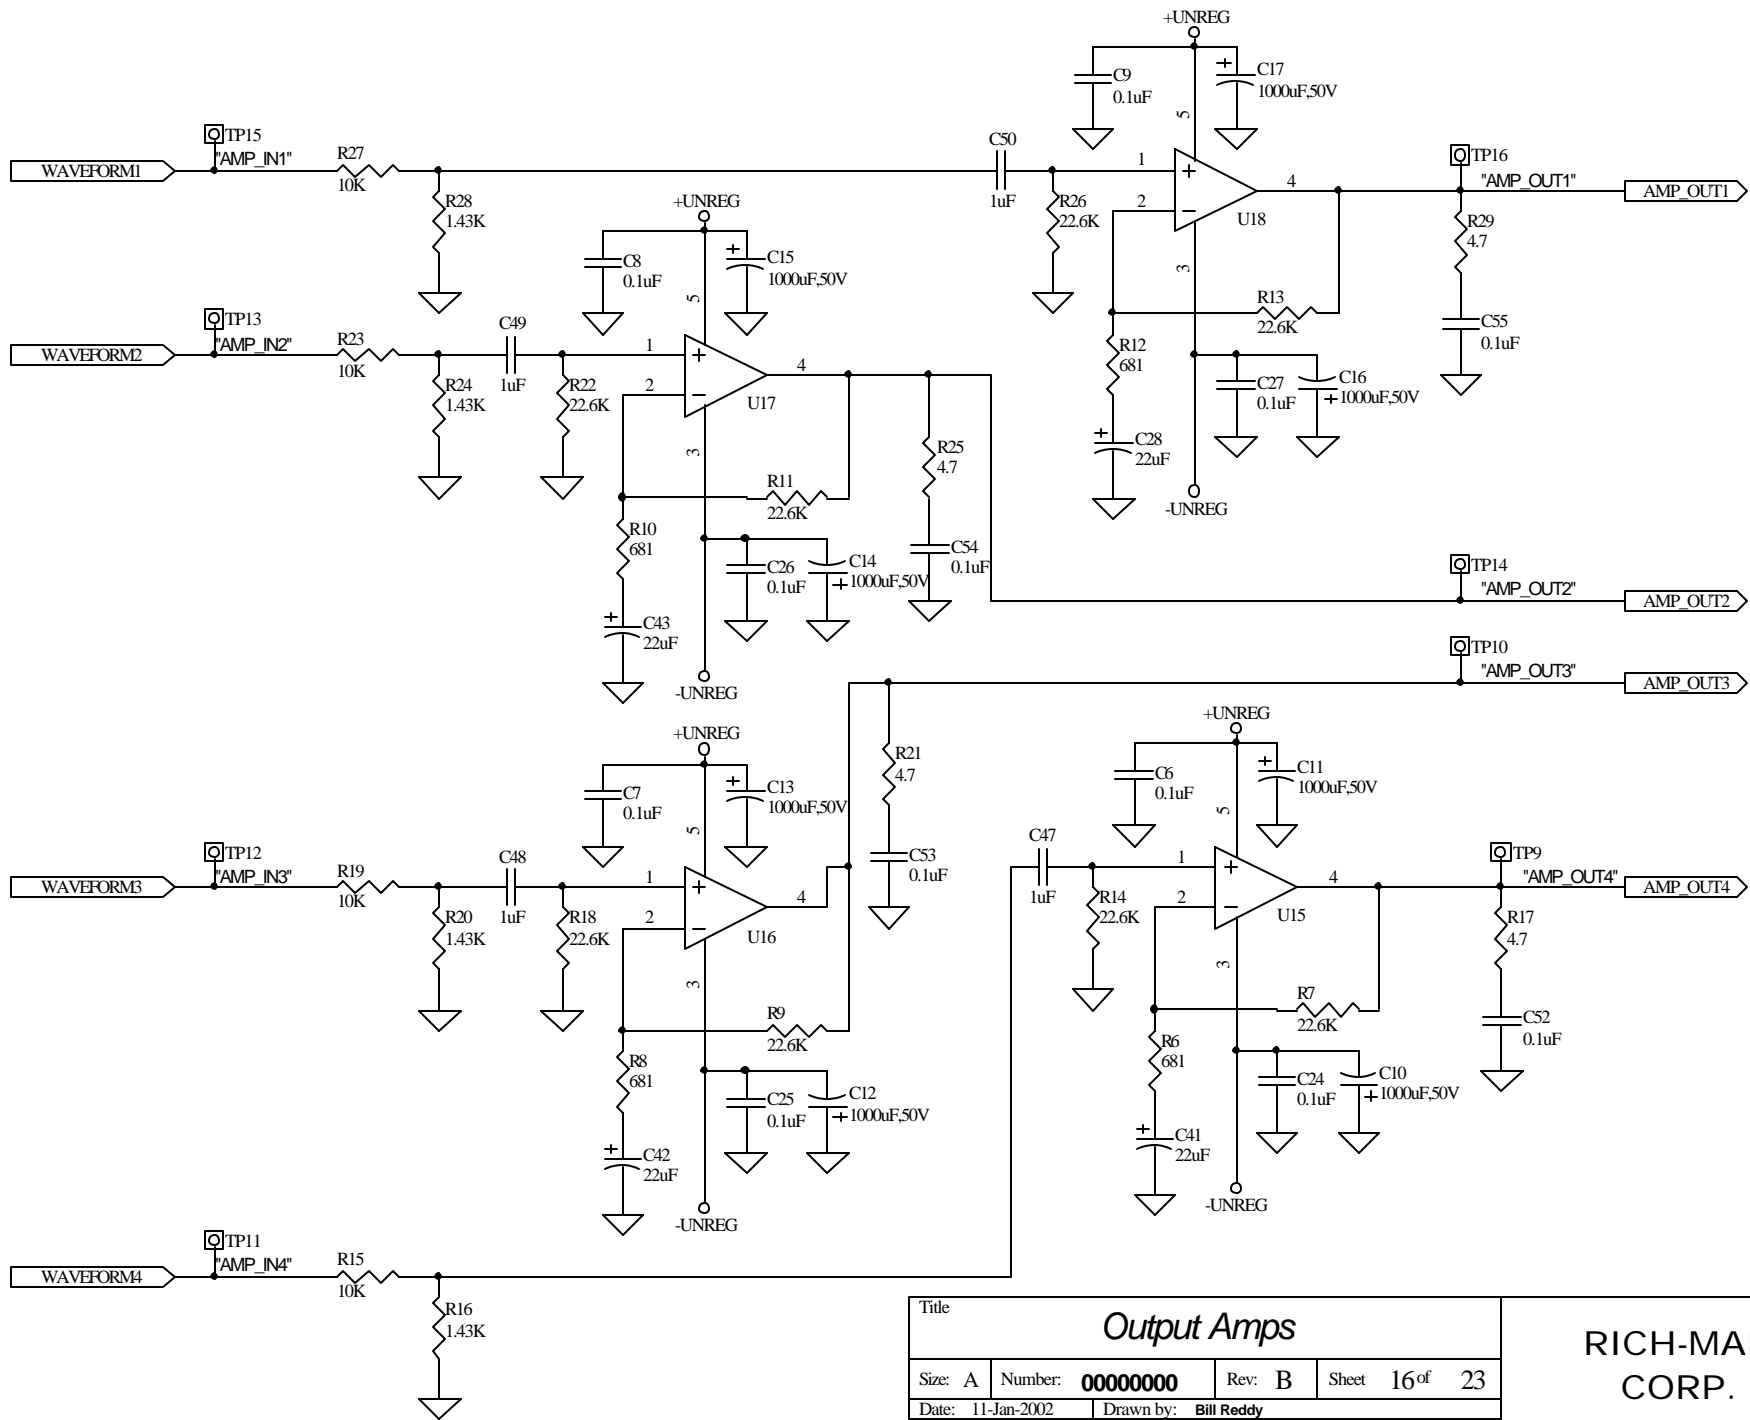 +UNREG
C9
0.1uF
+
C17
1000uF,50V
5
TP15
"AMP_IN1"
WAVEFORM1
R27
10K
C50
1uF
1
+
2
−
4
U18
3
TP16
"AMP_OUT1"
AMP_OUT1
R28
1.43K
R26
22.6K
R29
4.7
R13
22.6K
C55
0.1uF
R12
681
C27
0.1uF
C16
+
1000uF,50V
+
C28
22uF
-UNREG
+UNREG
C8
0.1uF
+
C15
1000uF,50V
5
TP13
"AMP_IN2"
WAVEFORM2
R23
10K
C49
1uF
1
+
2
−
4
U17
3
R24
1.43K
R22
22.6K
R25
4.7
R11
22.6K
R10
681
C26
0.1uF
C14
+
1000uF,50V
C54
0.1uF
+
C43
22uF
-UNREG
TP14
"AMP_OUT2"
AMP_OUT2
TP10
"AMP_OUT3"
AMP_OUT3
+UNREG
C7
0.1uF
+
C13
1000uF,50V
5
R21
4.7
C53
0.1uF
TP12
"AMP_IN3"
WAVEFORM3
R19
10K
C48
1uF
1
+
2
−
4
U16
3
R20
1.43K
R18
22.6K
R9
22.6K
R8
681
C25
0.1uF
C12
+
1000uF,50V
+
C42
22uF
-UNREG
+UNREG
C6
0.1uF
+
C11
1000uF,50V
5
C47
1uF
1
+
2
−
4
U15
3
TP9
"AMP_OUT4"
AMP_OUT4
R14
22.6K
R17
4.7
R7
22.6K
C52
0.1uF
R6
681
C24
0.1uF
C10
+
1000uF,50V
+
C41
22uF
-UNREG
TP11
"AMP_IN4"
WAVEFORM4
R15
10K
R16
1.43K
Title
Output Amps
Size: A Number: 00000000 Rev: B Sheet 16 of 23
Date: 11-Jan-2002 Drawn by: Bill Reddy
RICH-MA
CORP.